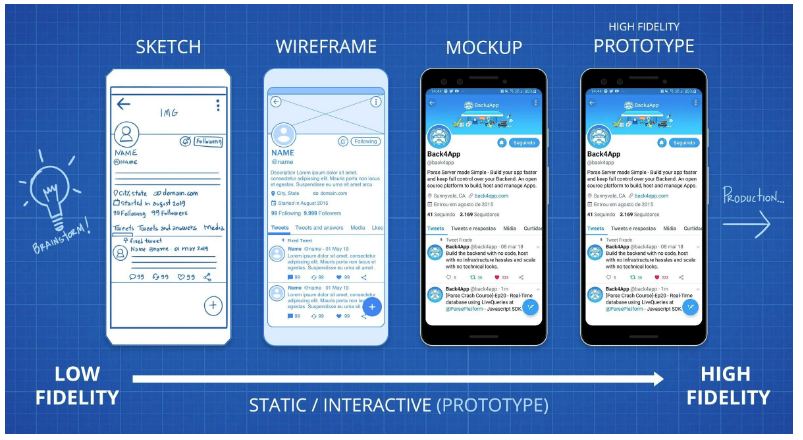 SKETCH
WIREFRAME
MOCKUP
HIGH FIDELITY
PROTOTYPE
BRAINSTORM!
IMG
Following
NAME
@name
City, state domain.com
Started in august 2019
99 Following 99 Followers
Tweets Tweets and answers Media
Fixed tweet
Name @name 01 may 2019
99 99 99
Following
NAME
@name
Description Lorem ipsum dolor sit amet,
consectetur adipiscing elit. Mauris porta non lacus
et egestas. Suspendisse eu urna sit amet arcu
City, State domain.com
Started in August 2018
99 Following 9.999 Followers
Tweets Tweets and answers Media Likes
Fixed Tweet
Name @name · 01 May 18
Lorem ipsum dolor sit amet, consectetur
adipiscing elit. Mauris porta non lacus et
egestas. Suspendisse eu urna sit amet
99 99 99
Name @name · 01 May 18
Lorem ipsum dolor sit amet, consectetur
adipiscing elit. Mauris porta non lacus et
egestas. Suspendisse eu urna sit amet
99 99 99
Back4App
Seguindo
Back4App
@back4app
Parse Server made Simple - Build your app faster
and keep full control over your Backend. An open
source platform to build, host and manage Apps.
Sunnyvale, CA back4app.com
Entrou em agosto de 2015
41 Seguindo 3.169 Seguidores
Tweets Tweets e respostas Mídia Curtidas
Tweet Fixado
Back4App @back4app · 06 mar 18
Build the backend with no code, host
with no infrastructure hassles and scale
with no technical locks.
Back4App @back4app · 1m
[Parse Crash Course] Ep20 - Real-Time
database using LiveQueries at
@ParsePlatform - Javascript SDK
Back4App
Seguindo
Back4App
@back4app
Parse Server made Simple - Build your app faster
and keep full control over your Backend. An open
source platform to build, host and manage Apps.
Sunnyvale, CA back4app.com
Entrou em agosto de 2015
41 Seguindo 3.169 Seguidores
Tweets Tweets e respostas Mídia Curtidas
Tweet Fixado
Back4App @back4app · 06 mar 18
Build the backend with no code, host
with no infrastructure hassles and scale
with no technical locks.
Back4App @back4app · 1m
[Parse Crash Course] Ep20 - Real-Time
database using LiveQueries at
@ParsePlatform - Javascript SDK
PRODUCTION...
LOW
FIDELITY
HIGH
FIDELITY
STATIC / INTERACTIVE (PROTOTYPE)